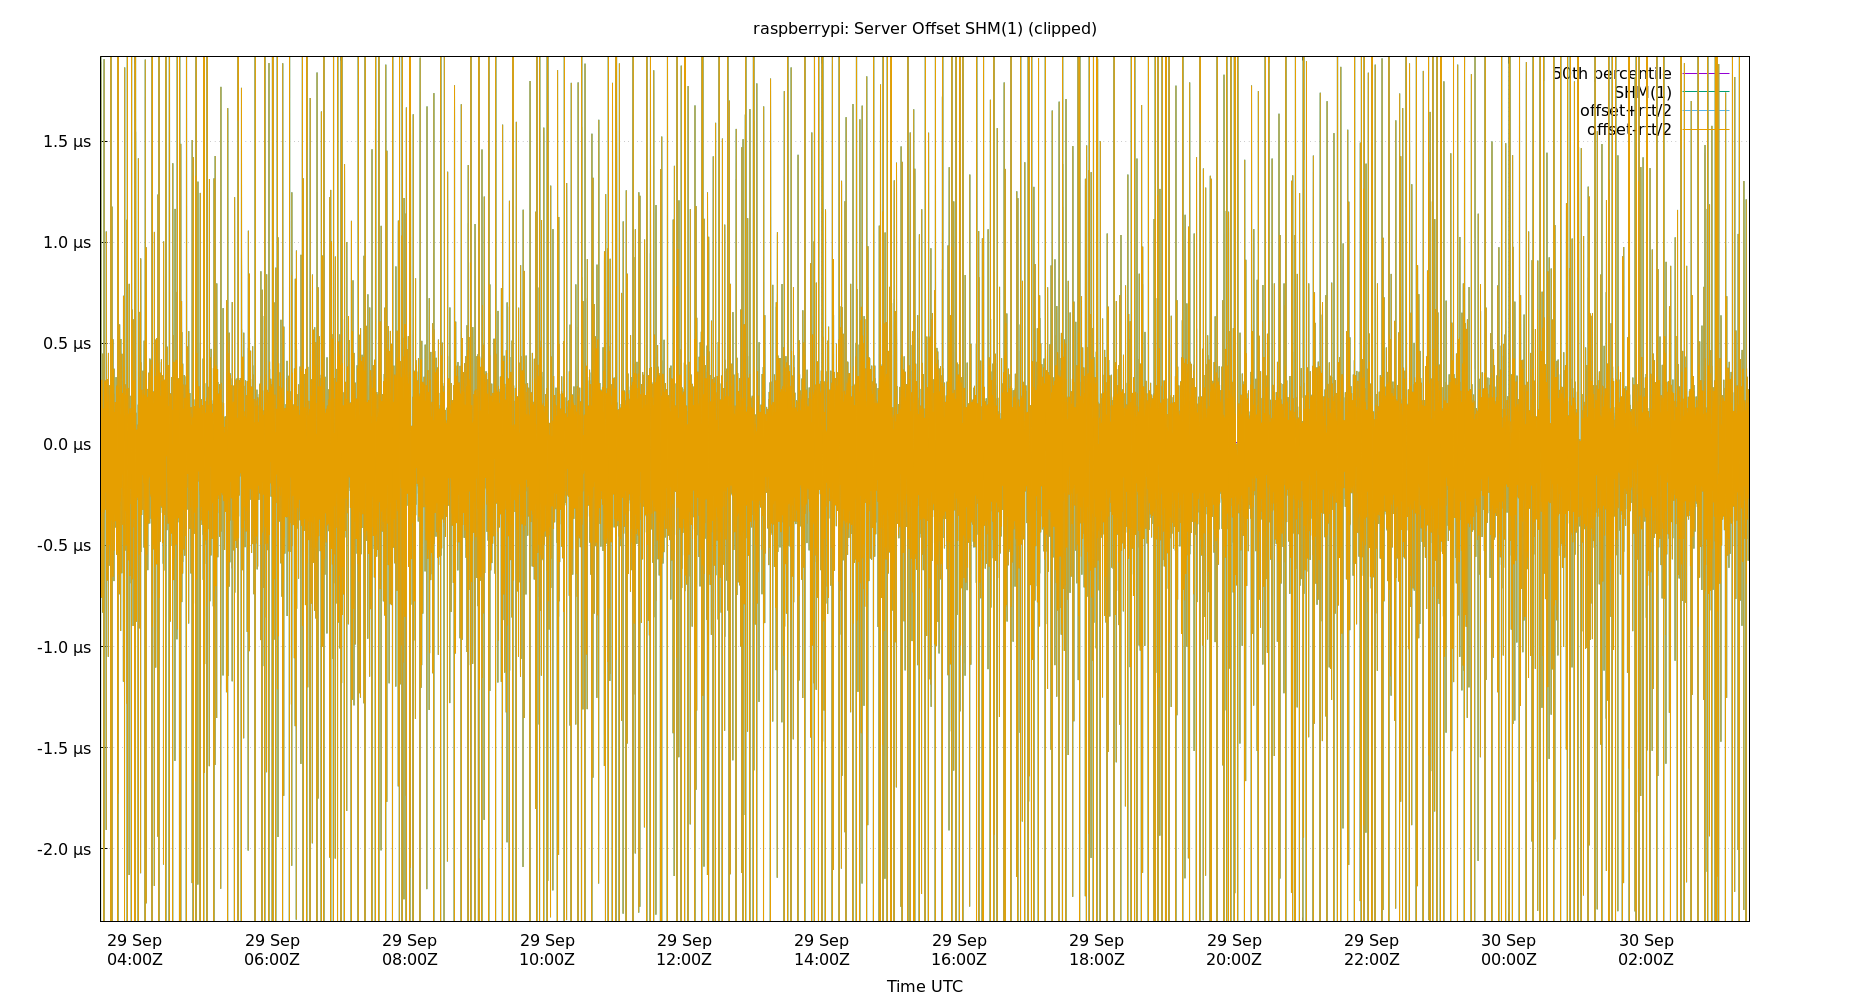 raspberrypi: Server Offset SHM(1) (clipped)
50th percentile
SHM(1)
offset+rtt/2
offset-rtt/2
1.5 µs
1.0 µs
0.5 µs
0.0 µs
-0.5 µs
-1.0 µs
-1.5 µs
-2.0 µs
29 Sep 29 Sep 29 Sep 29 Sep 29 Sep 29 Sep 29 Sep 29 Sep 29 Sep 29 Sep 30 Sep 30 Sep
04:00Z 06:00Z 08:00Z 10:00Z 12:00Z 14:00Z 16:00Z 18:00Z 20:00Z 22:00Z 00:00Z 02:00Z
Time UTC